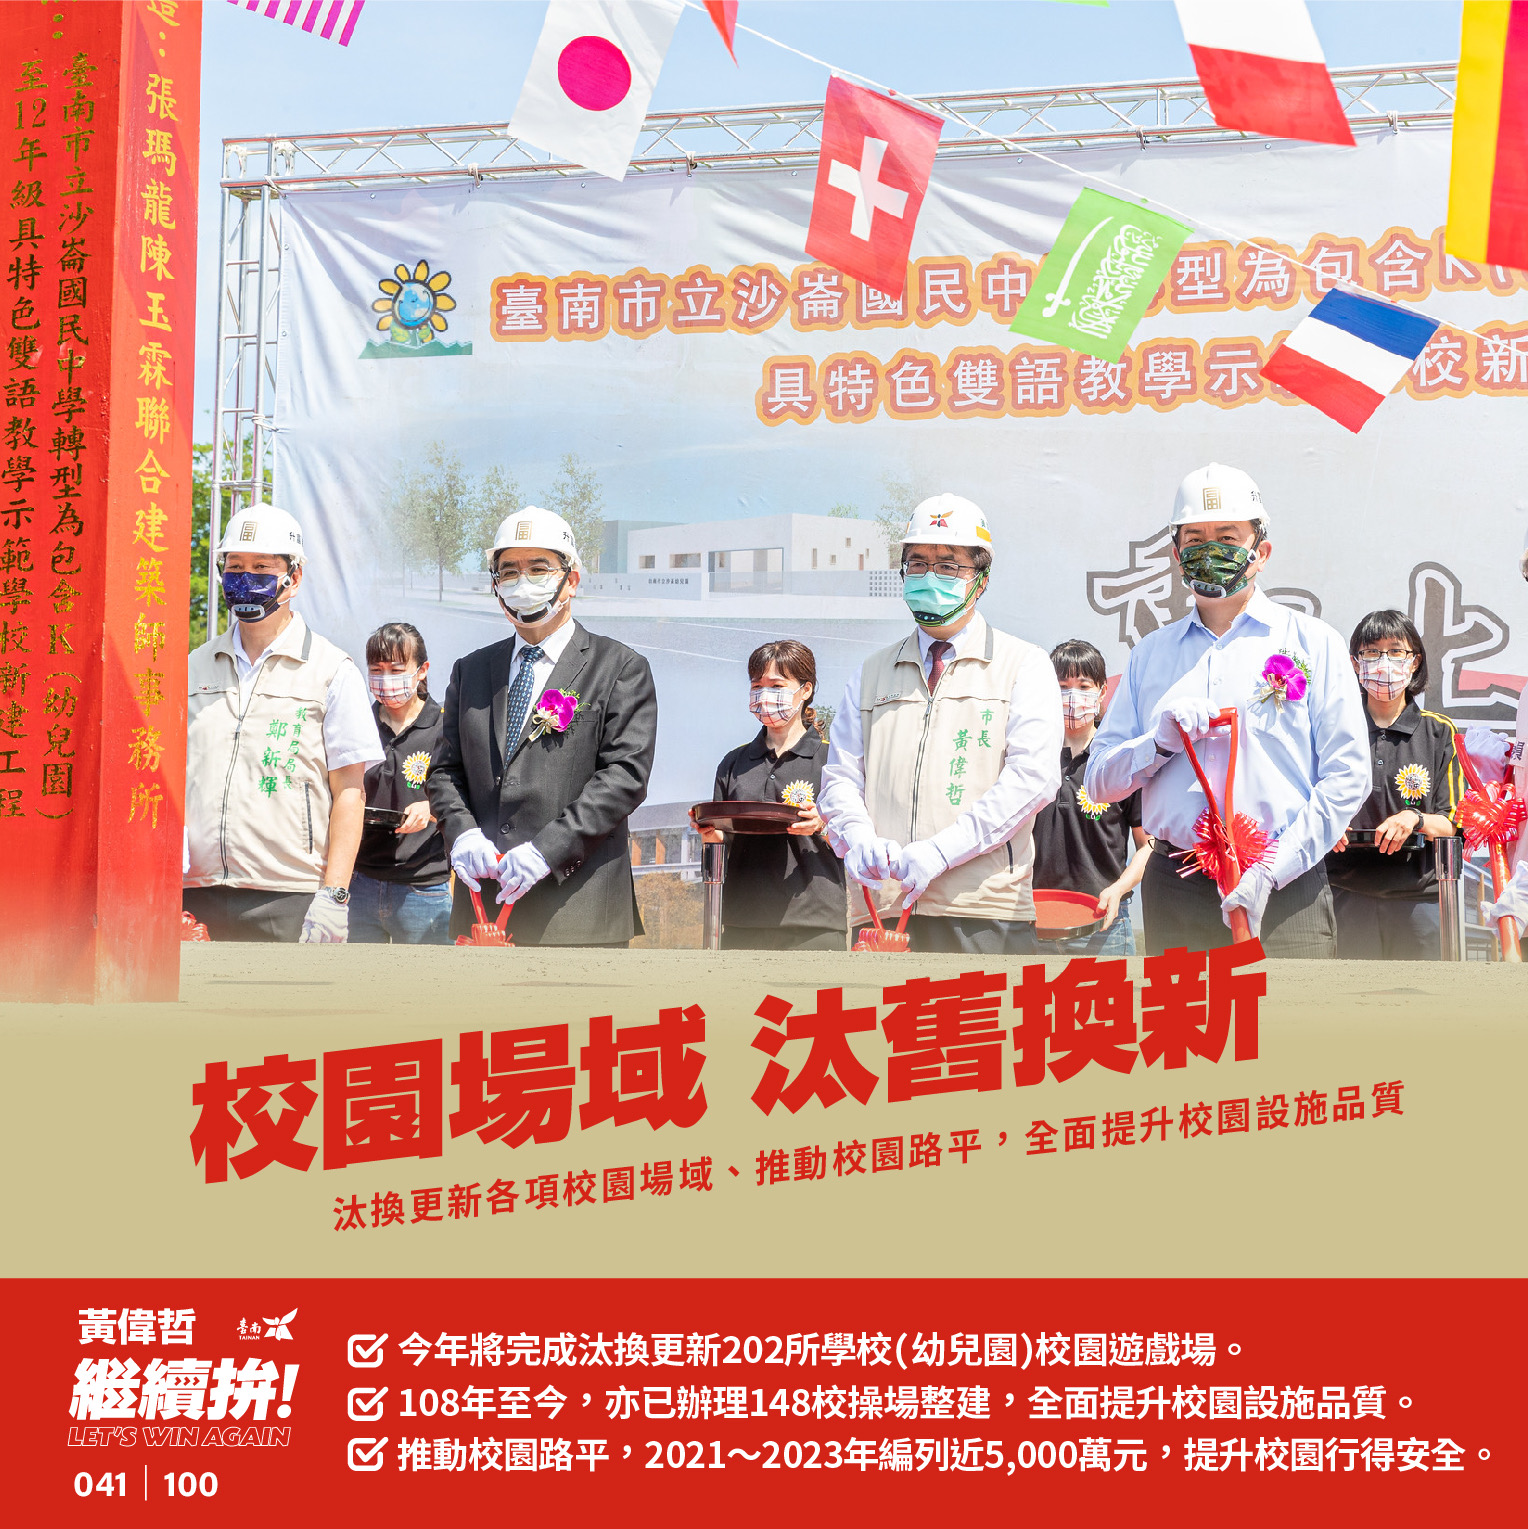 造：張瑪龍陳玉霖聯合建築師事務所
臺南市立沙崙國民中學轉型為包含K（幼兒園）
至12年級具特色雙語教學示範學校新建工程
臺南市立沙崙國民中
型為包含K(
具特色雙語教學示
校新
教育局局長
鄭新輝
市長
黃偉哲
校園場域 汰舊換新
汰換更新各項校園場域、推動校園路平，全面提升校園設施品質
黃偉哲
臺南
TAINAN
繼續拚!
LET'S WIN AGAIN
041 | 100
今年將完成汰換更新202所學校(幼兒園)校園遊戲場。
108年至今，亦已辦理148校操場整建，全面提升校園設施品質。
推動校園路平，2021～2023年編列近5,000萬元，提升校園行得安全。